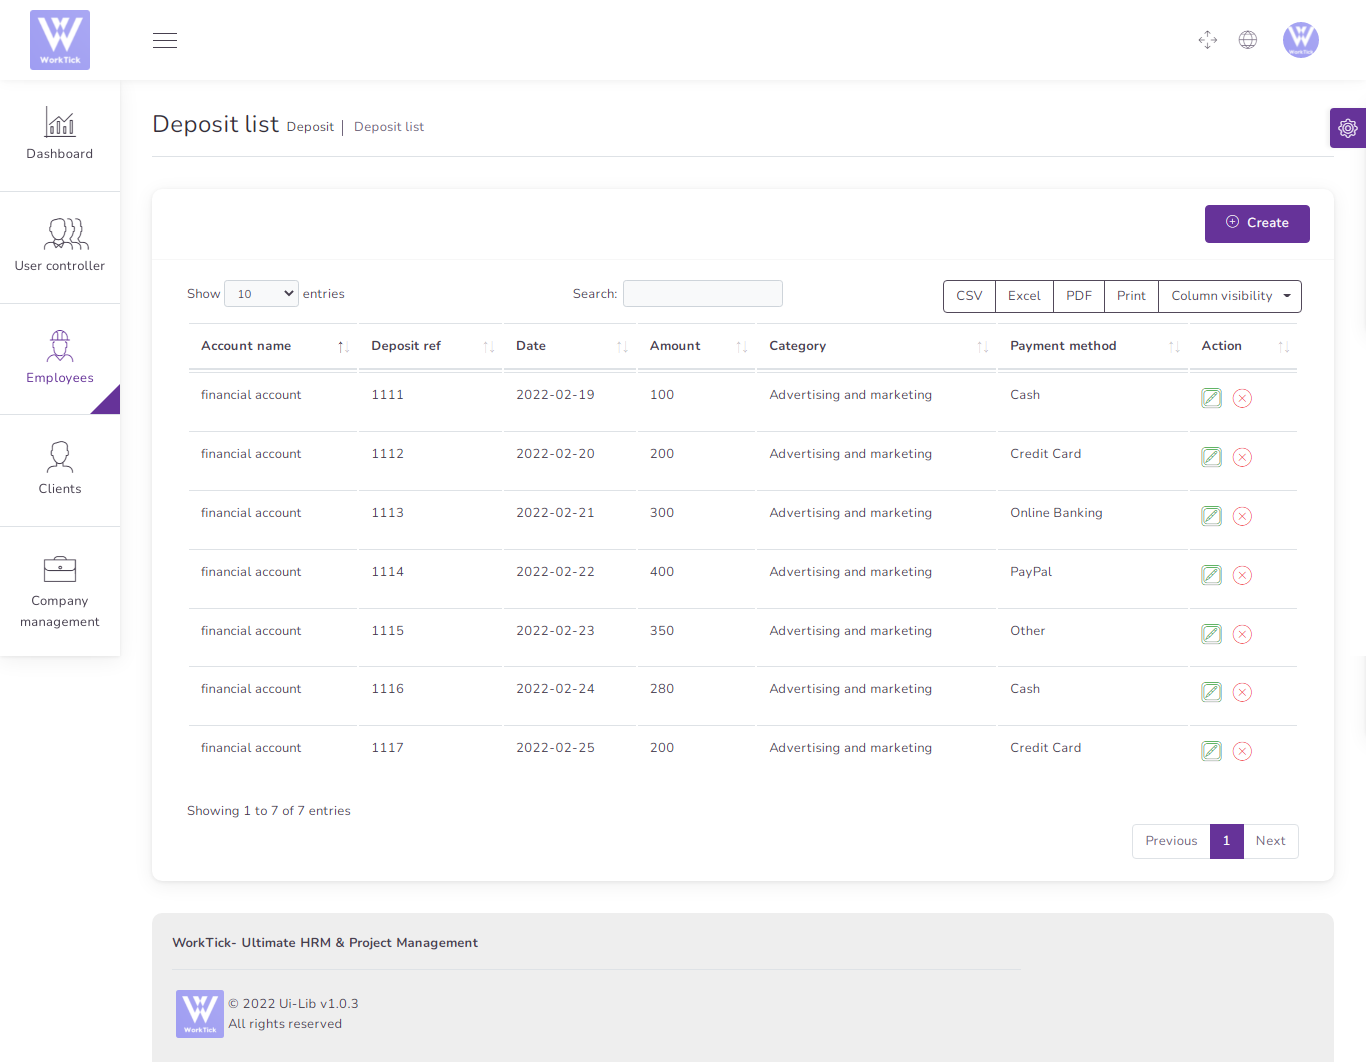 WorkTick
WorkTick
Dashboard
User controller
Employees
Clients
Company
management
Deposit list Deposit | Deposit list
Create
Show 10 entries Search: CSV Excel PDF Print Column visibility
Account name Deposit ref Date Amount Category Payment method Action
financial account 1111 2022-02-19 100 Advertising and marketing Cash
financial account 1112 2022-02-20 200 Advertising and marketing Credit Card
financial account 1113 2022-02-21 300 Advertising and marketing Online Banking
financial account 1114 2022-02-22 400 Advertising and marketing PayPal
financial account 1115 2022-02-23 350 Advertising and marketing Other
financial account 1116 2022-02-24 280 Advertising and marketing Cash
financial account 1117 2022-02-25 200 Advertising and marketing Credit Card
Showing 1 to 7 of 7 entries
Previous 1 Next
WorkTick- Ultimate HRM & Project Management
WorkTick
© 2022 Ui-Lib v1.0.3
All rights reserved